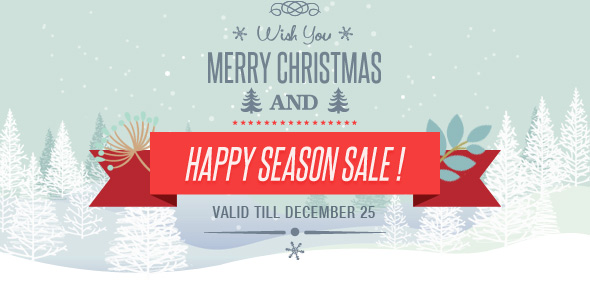 Wish You
MERRY CHRISTMAS
AND
HAPPY SEASON SALE !
VALID TILL DECEMBER 25